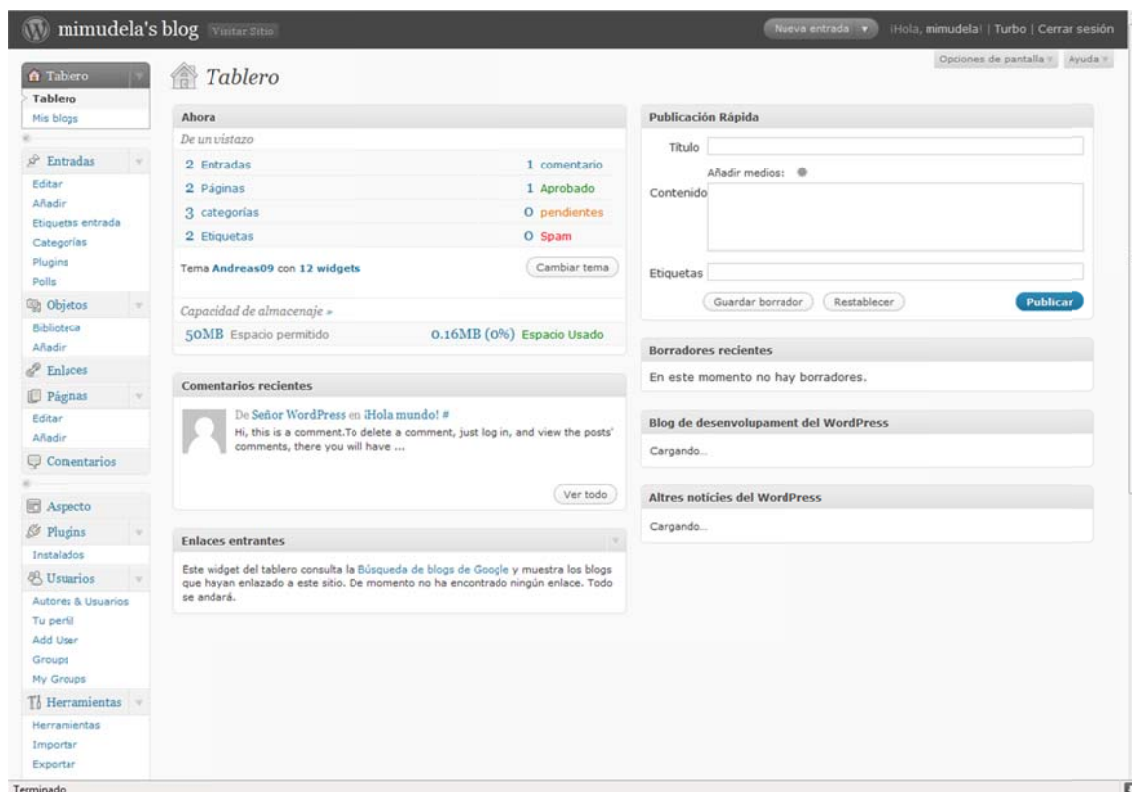 mimudela's blog Visitar Sitio
Nueva entrada
¡Hola, mimudela! | Turbo | Cerrar sesión
Opciones de pantalla Ayuda
Tablero
Tablero
Mis blogs
Entradas
Editar
Añadir
Etiquetas entrada
Categorías
Plugins
Polls
Objetos
Biblioteca
Añadir
Enlaces
Páginas
Editar
Añadir
Comentarios
Aspecto
Plugins
Instalados
Usuarios
Autores & Usuarios
Tu perfil
Add User
Groups
My Groups
Herramientas
Herramientas
Importar
Exportar
Tablero
Ahora
De un vistazo
2 Entradas 1 comentario
2 Páginas 1 Aprobado
3 categorías 0 pendientes
2 Etiquetas 0 Spam
Tema Andreas09 con 12 widgets Cambiar tema
Capacidad de almacenaje »
50MB Espacio permitido 0.16MB (0%) Espacio Usado
Comentarios recientes
De Señor WordPress en ¡Hola mundo! #
Hi, this is a comment.To delete a comment, just log in, and view the posts'
comments, there you will have ...
Ver todo
Enlaces entrantes
Este widget del tablero consulta la Búsqueda de blogs de Google y muestra los blogs
que hayan enlazado a este sitio. De momento no ha encontrado ningún enlace. Todo
se andará.
Publicación Rápida
Título
Añadir medios:
Contenido
Etiquetas
Guardar borrador Restablecer Publicar
Borradores recientes
En este momento no hay borradores.
Blog de desenvolupament del WordPress
Cargando...
Altres notícies del WordPress
Cargando...
Terminado